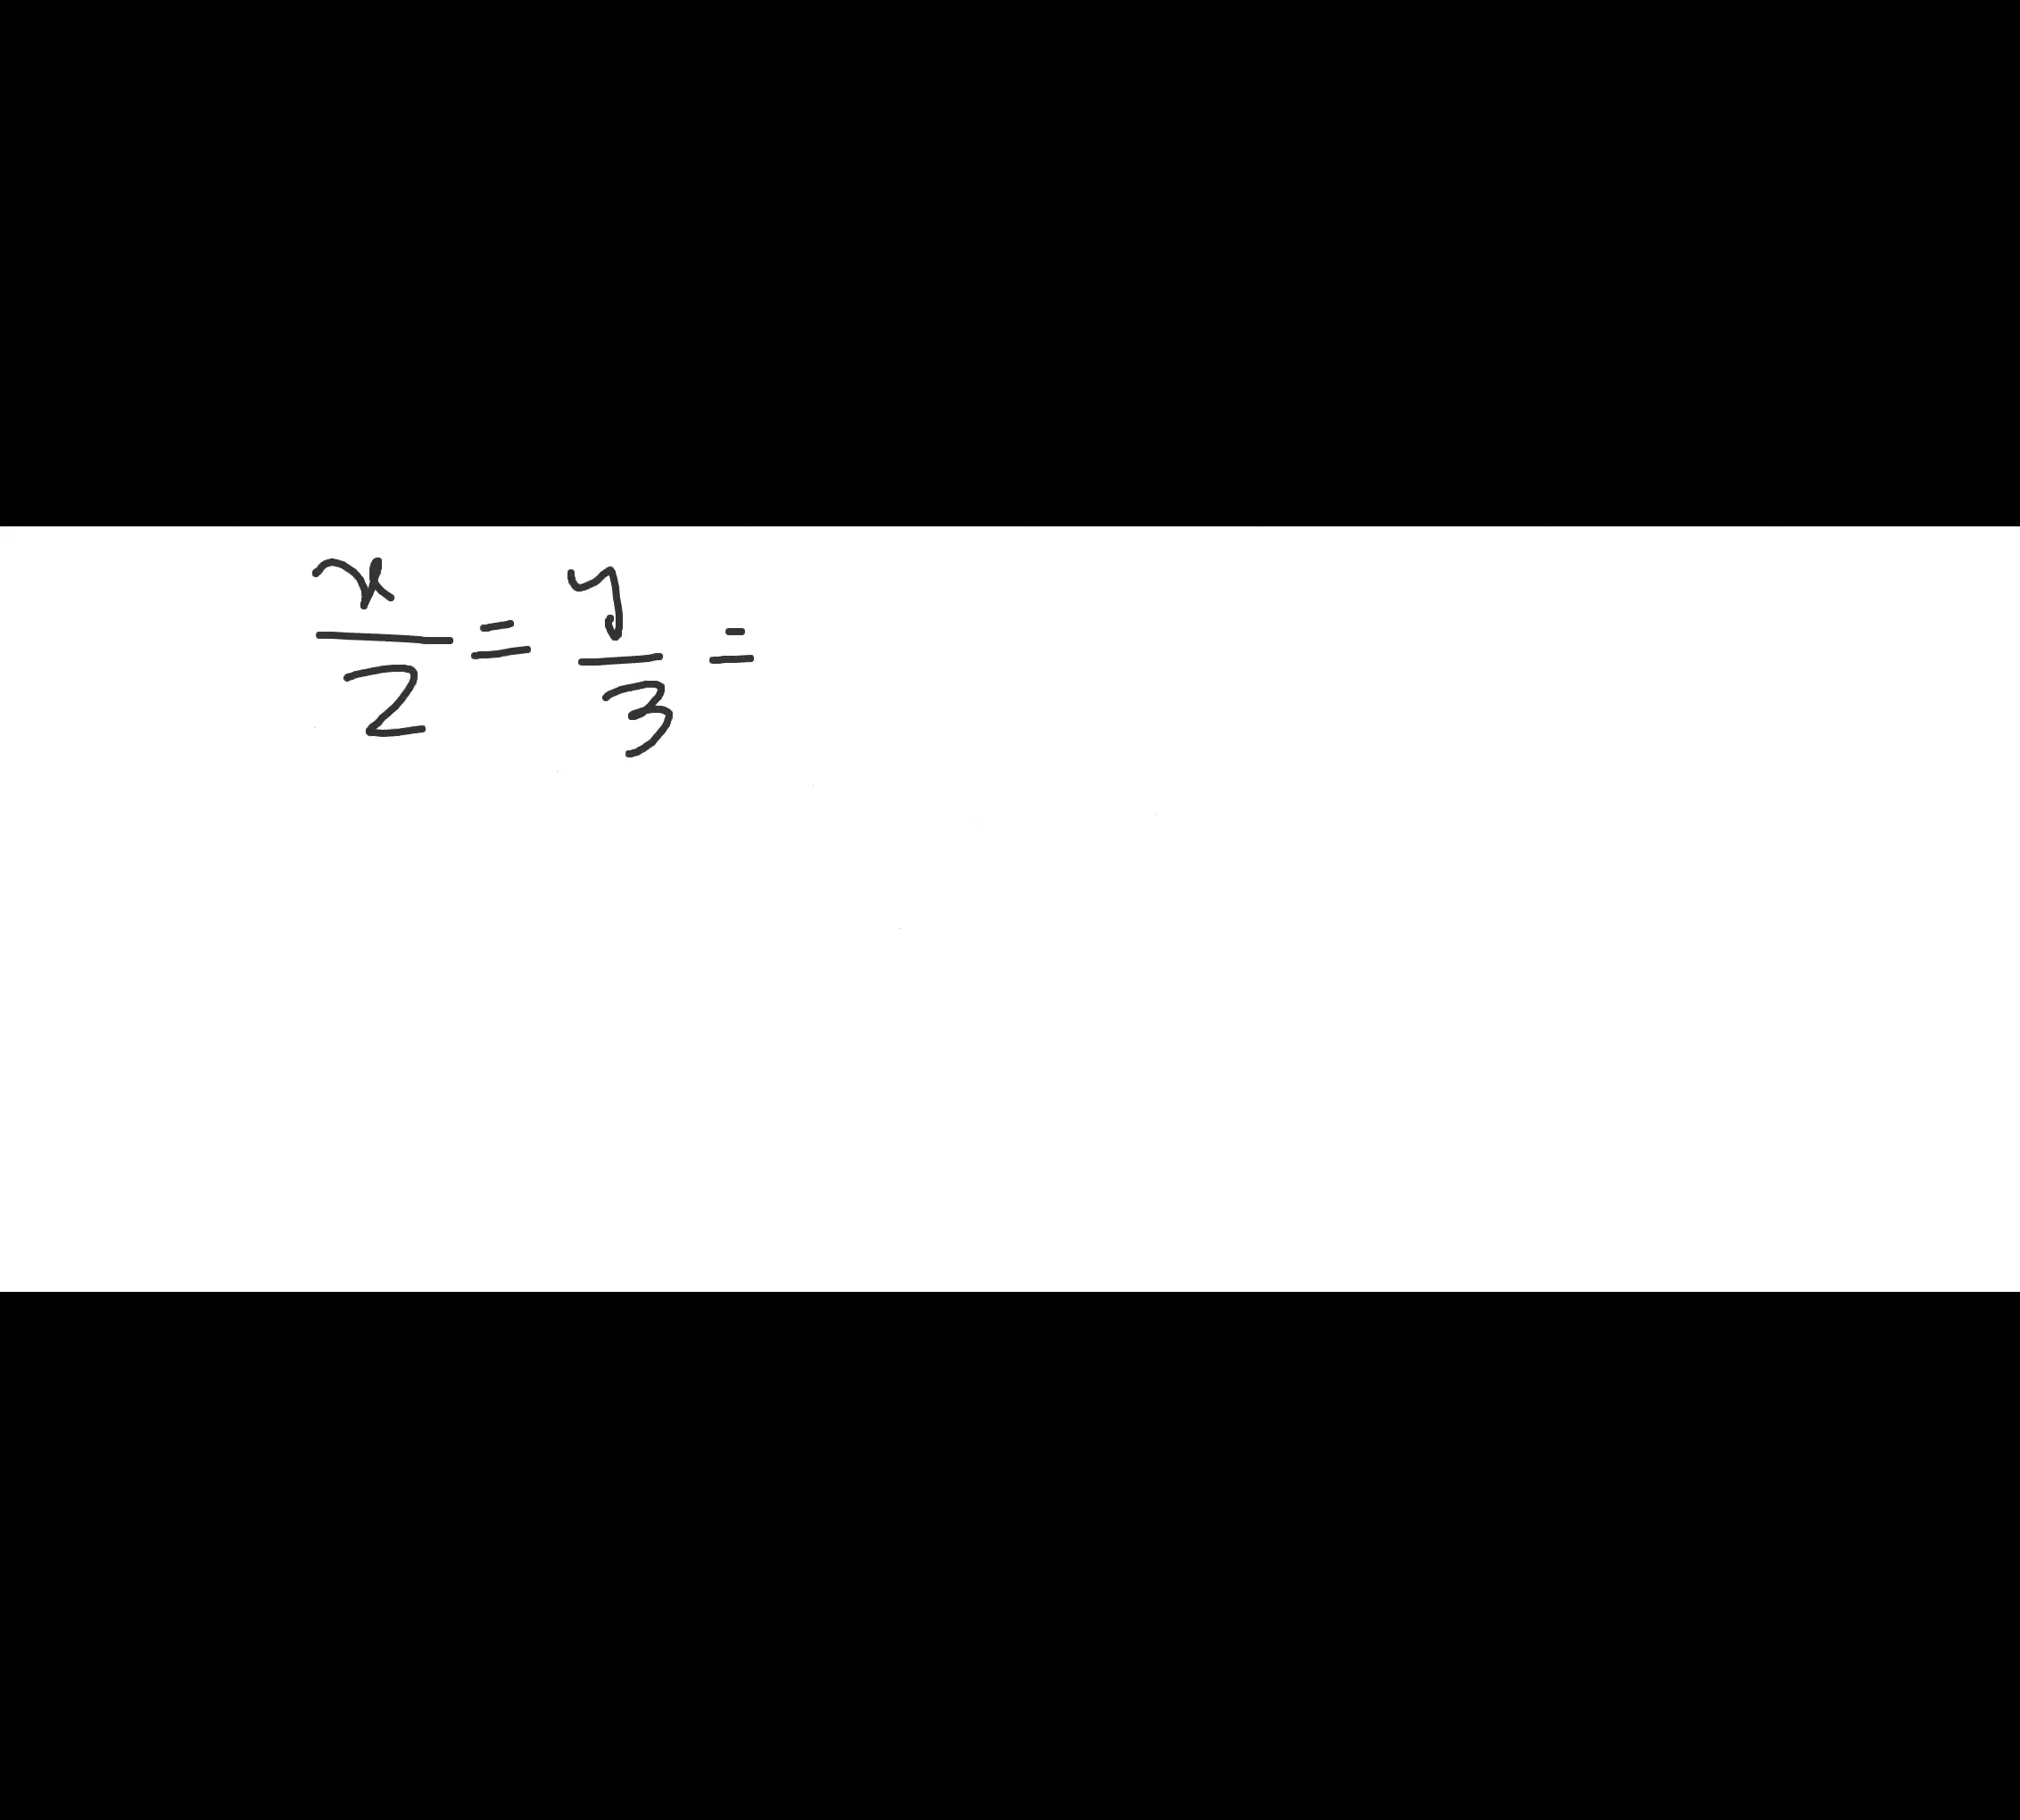 x/2 = y/3 =